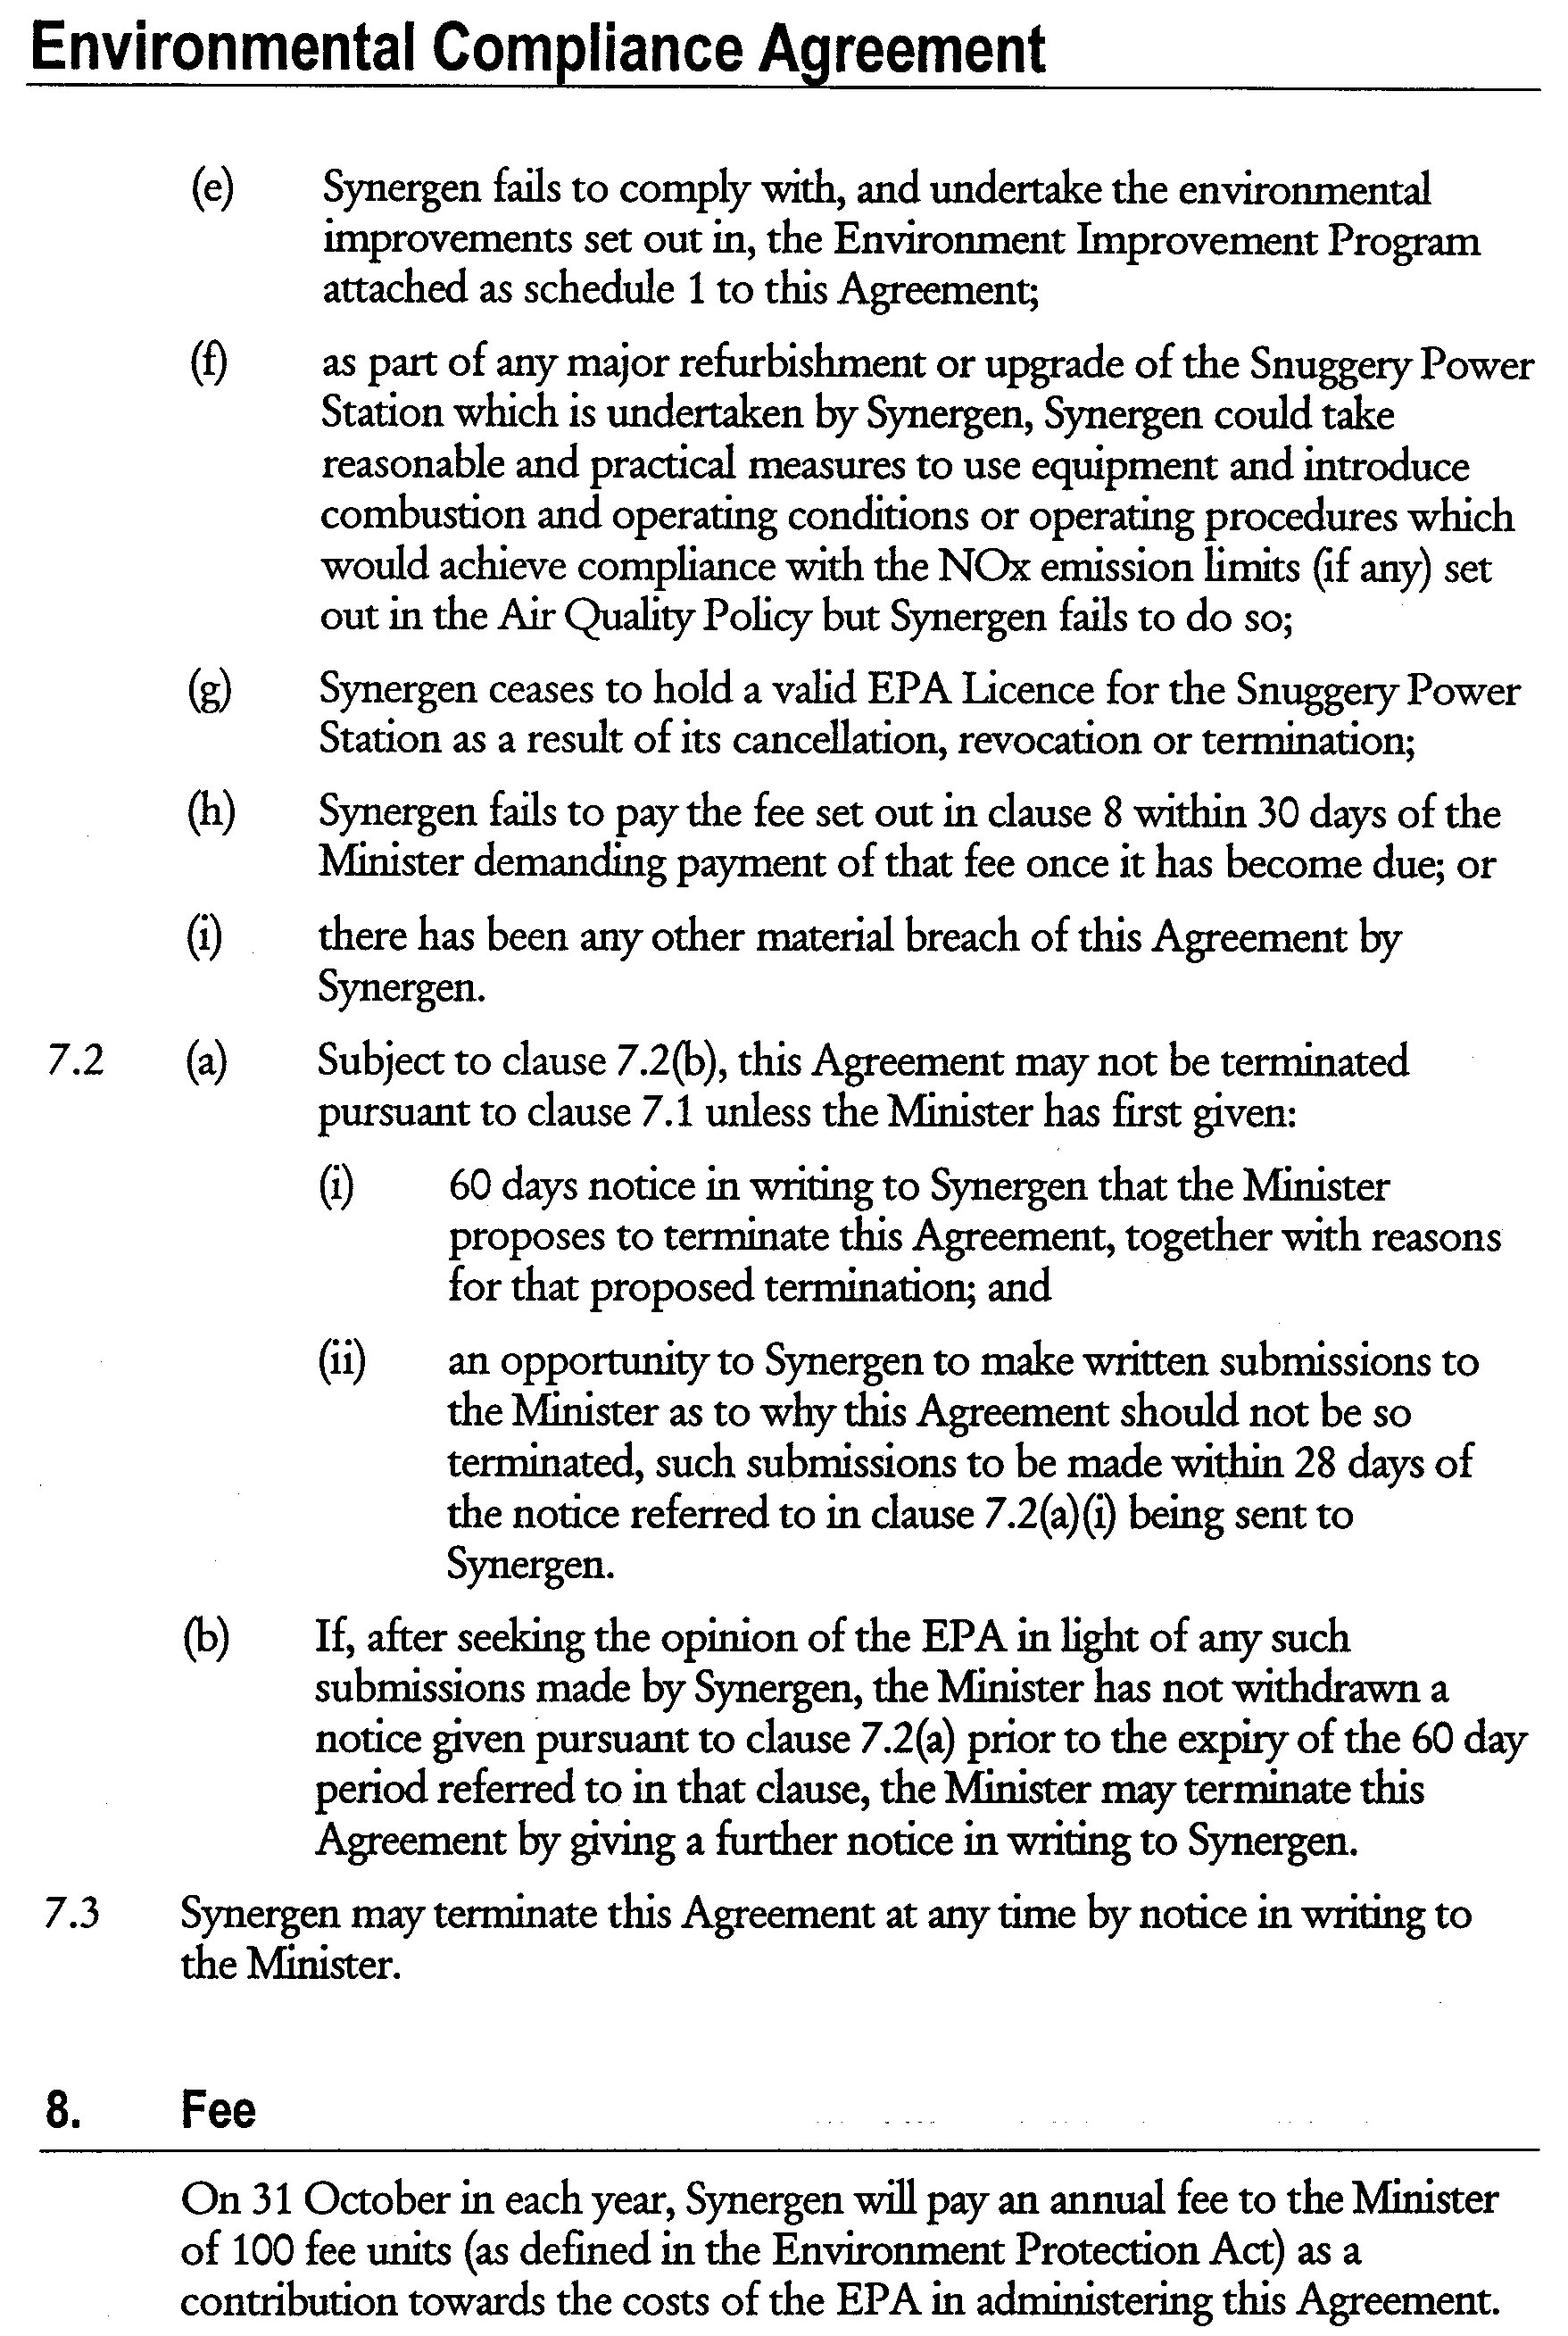 Environmental Compliance Agreement
(e) Synergen fails to comply with, and undertake the environmental
improvements set out in, the Environment Improvement Program
attached as schedule 1 to this Agreement;
(f) as part of any major refurbishment or upgrade of the Snuggery Power
Station which is undertaken by Synergen, Synergen could take
reasonable and practical measures to use equipment and introduce
combustion and operating conditions or operating procedures which
would achieve compliance with the NOx emission limits (if any) set
out in the Air Quality Policy but Synergen fails to do so;
(g) Synergen ceases to hold a valid EPA Licence for the Snuggery Power
Station as a result of its cancellation, revocation or termination;
(h) Synergen fails to pay the fee set out in clause 8 within 30 days of the
Minister demanding payment of that fee once it has become due; or
(i) there has been any other material breach of this Agreement by
Synergen.
7.2 (a) Subject to clause 7.2(b), this Agreement may not be terminated
pursuant to clause 7.1 unless the Minister has first given:
(i) 60 days notice in writing to Synergen that the Minister
proposes to terminate this Agreement, together with reasons
for that proposed termination; and
(ii) an opportunity to Synergen to make written submissions to
the Minister as to why this Agreement should not be so
terminated, such submissions to be made within 28 days of
the notice referred to in clause 7.2(a)(i) being sent to
Synergen.
(b) If, after seeking the opinion of the EPA in light of any such
submissions made by Synergen, the Minister has not withdrawn a
notice given pursuant to clause 7.2(a) prior to the expiry of the 60 day
period referred to in that clause, the Minister may terminate this
Agreement by giving a further notice in writing to Synergen.
7.3 Synergen may terminate this Agreement at any time by notice in writing to
the Minister.
8. Fee
On 31 October in each year, Synergen will pay an annual fee to the Minister
of 100 fee units (as defined in the Environment Protection Act) as a
contribution towards the costs of the EPA in administering this Agreement.